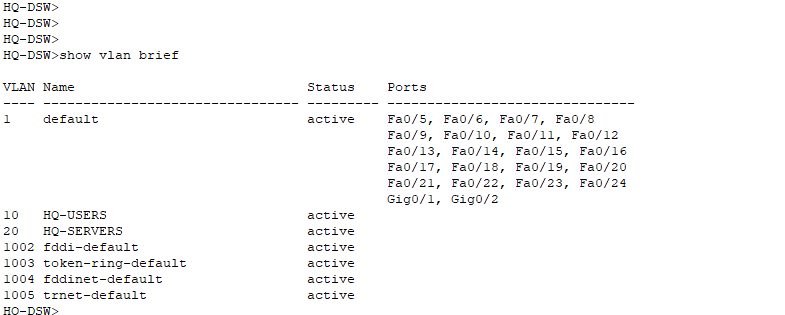 HQ-DSW>
HQ-DSW>
HQ-DSW>
HQ-DSW>show vlan brief
VLAN Name                             Status    Ports
---- -------------------------------- --------- -------------------------------
1    default                          active    Fa0/5, Fa0/6, Fa0/7, Fa0/8
                                                Fa0/9, Fa0/10, Fa0/11, Fa0/12
                                                Fa0/13, Fa0/14, Fa0/15, Fa0/16
                                                Fa0/17, Fa0/18, Fa0/19, Fa0/20
                                                Fa0/21, Fa0/22, Fa0/23, Fa0/24
                                                Gig0/1, Gig0/2
10   HQ-USERS                         active
20   HQ-SERVERS                       active
1002 fddi-default                     active
1003 token-ring-default               active
1004 fddinet-default                  active
1005 trnet-default                    active
HQ-DSW>